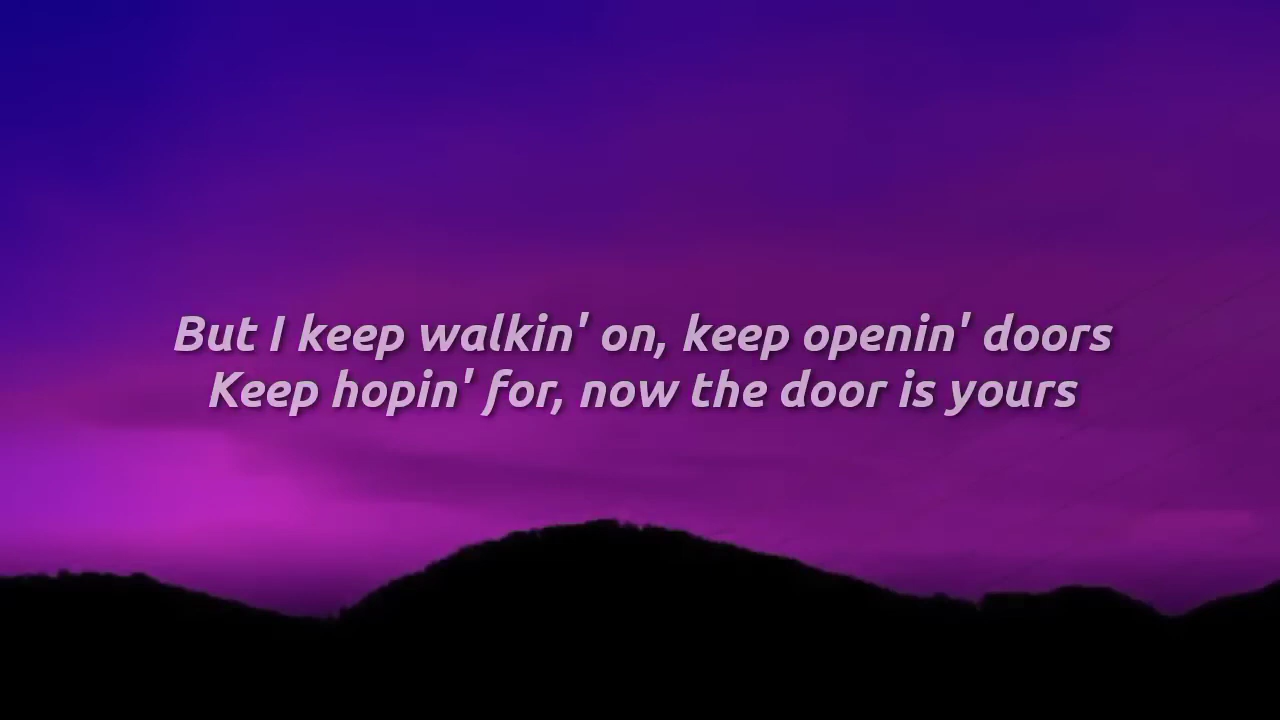 But I keep walkin' on, keep openin' doors
Keep hopin' for, now the door is yours